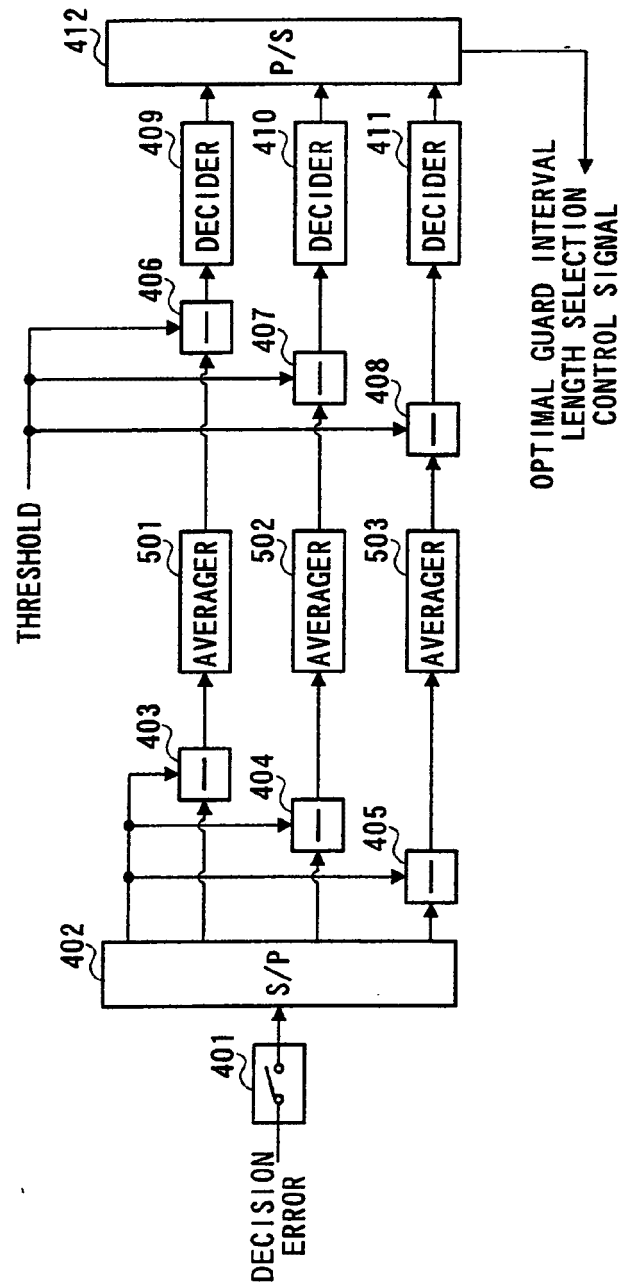 DECISION
ERROR
401
402
S/P
403
404
405
501
AVERAGER
502
AVERAGER
503
AVERAGER
THRESHOLD
406
407
408
409
DECIDER
410
DECIDER
411
DECIDER
412
P/S
OPTIMAL GUARD INTERVAL
LENGTH SELECTION
CONTROL SIGNAL